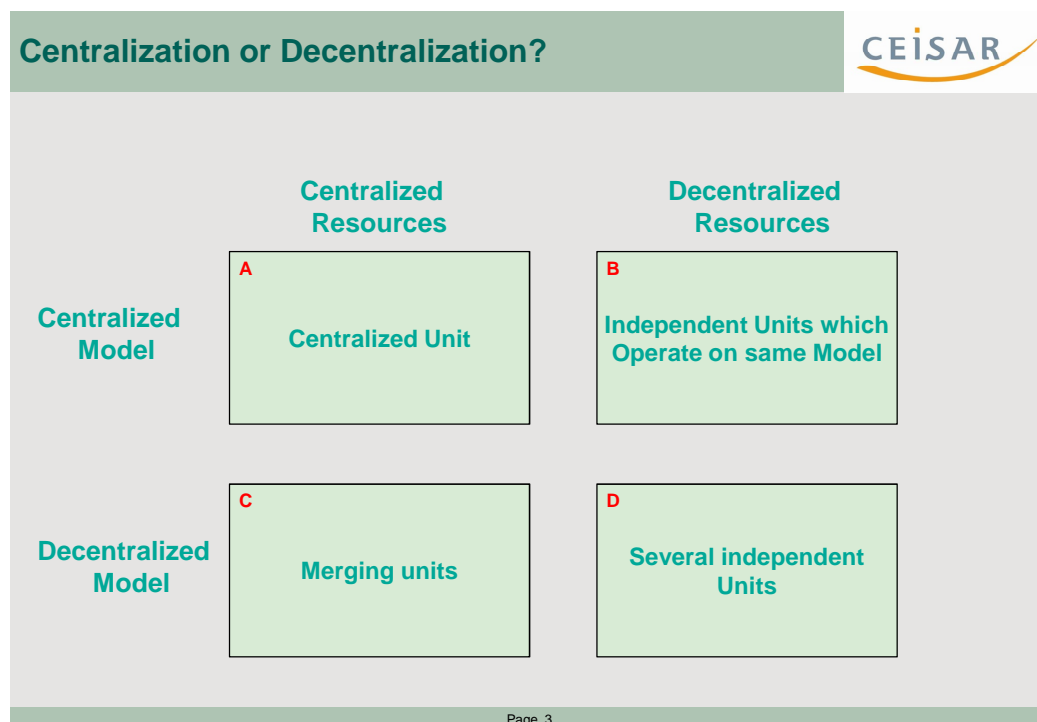 Centralization or Decentralization?
CEISAR
Centralized
Resources
Decentralized
Resources
Centralized
Model
A
Centralized Unit
B
Independent Units which
Operate on same Model
Decentralized
Model
C
Merging units
D
Several independent
Units
Page 3